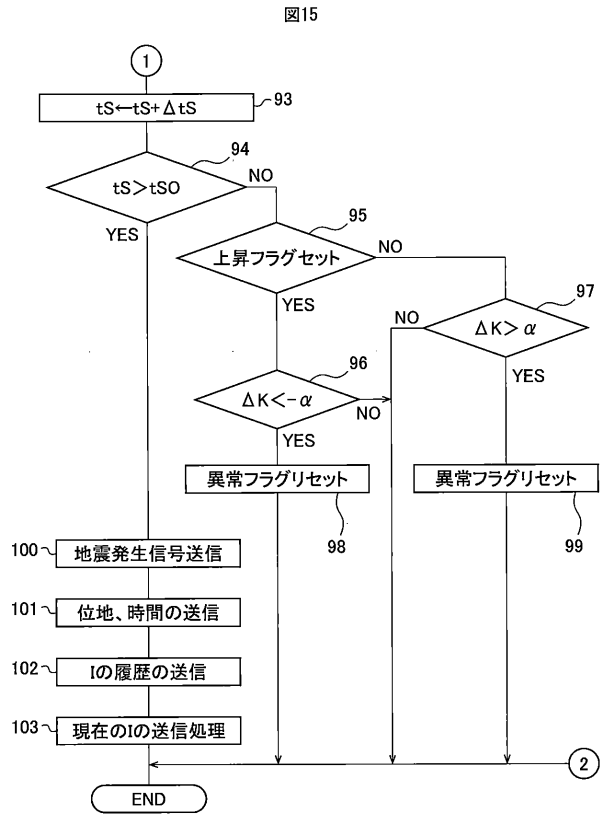 図15
1
tS←tS+ΔtS
93
94
tS>tSO
NO
YES
95
上昇フラグセット
NO
YES
97
ΔK>α
NO
YES
96
ΔK<-α
NO
YES
異常フラグリセット
98
異常フラグリセット
99
100
地震発生信号送信
101
位地、時間の送信
102
Iの履歴の送信
103
現在のIの送信処理
2
END